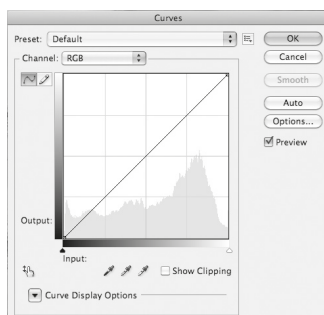 Curves
Preset: Default
OK
Channel: RGB
Cancel
Smooth
Auto
Options...
Preview
Output:
Input:
Show Clipping
Curve Display Options